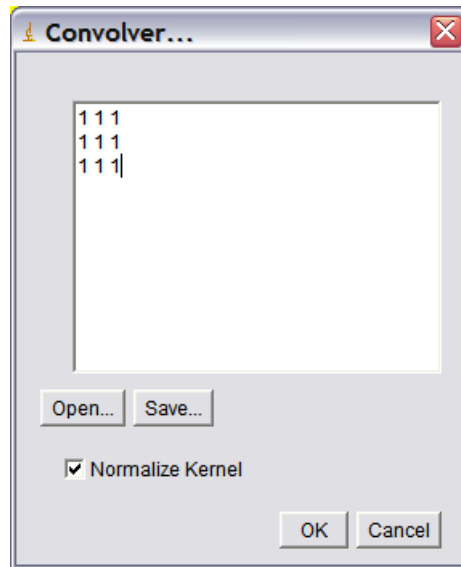 Convolver...
1 1 1
1 1 1
1 1 1
Open... Save...
Normalize Kernel
OK Cancel